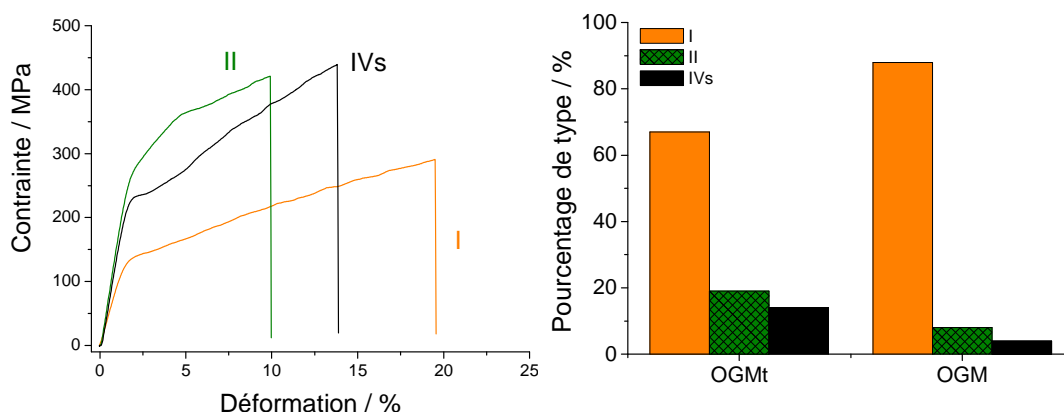 500
400
300
200
100
0
Contrainte / MPa
II
IVs
I
0 5 10 15 20 25
Déformation / %
100
80
60
40
20
0
Pourcentage de type / %
I
II
IVs
OGMt OGM